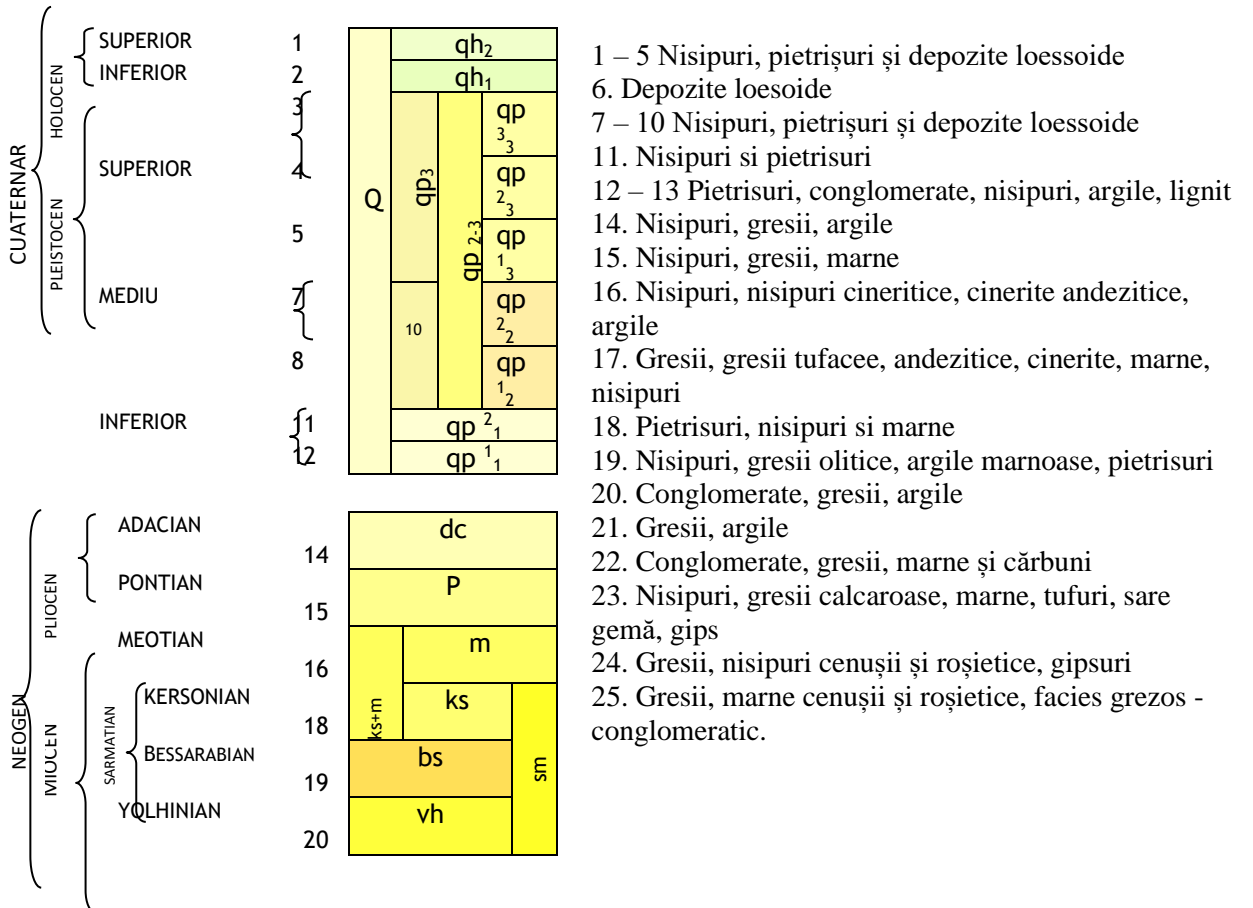 CUATERNAR
HOLOCEN
PLEISTOCEN
SUPERIOR
INFERIOR
SUPERIOR
MEDIU
INFERIOR
1
2
3
4
5
7
8
11
12
Q
qh2
qh1
qp3
10
qp 2-3
qp 3 3
qp 2 3
qp 1 3
qp 2 2
qp 1 2
qp 2 1
qp 1 1
NEOGEN
PLIOCEN
MIOCEN
SARMATIAN
ADACIAN
PONTIAN
MEOTIAN
KERSONIAN
BESSARABIAN
YOLHINIAN
14
15
16
18
19
20
dc
P
m
ks+m
ks
bs
sm
vh
1 – 5 Nisipuri, pietrișuri și depozite loessoide
6. Depozite loesoide
7 – 10 Nisipuri, pietrișuri și depozite loessoide
11. Nisipuri si pietrisuri
12 – 13 Pietrisuri, conglomerate, nisipuri, argile, lignit
14. Nisipuri, gresii, argile
15. Nisipuri, gresii, marne
16. Nisipuri, nisipuri cineritice, cinerite andezitice,
argile
17. Gresii, gresii tufacee, andezitice, cinerite, marne,
nisipuri
18. Pietrisuri, nisipuri si marne
19. Nisipuri, gresii olitice, argile marnoase, pietrisuri
20. Conglomerate, gresii, argile
21. Gresii, argile
22. Conglomerate, gresii, marne și cărbuni
23. Nisipuri, gresii calcaroase, marne, tufuri, sare
gemă, gips
24. Gresii, nisipuri cenușii și roșietice, gipsuri
25. Gresii, marne cenușii și roșietice, facies grezos -
conglomeratic.